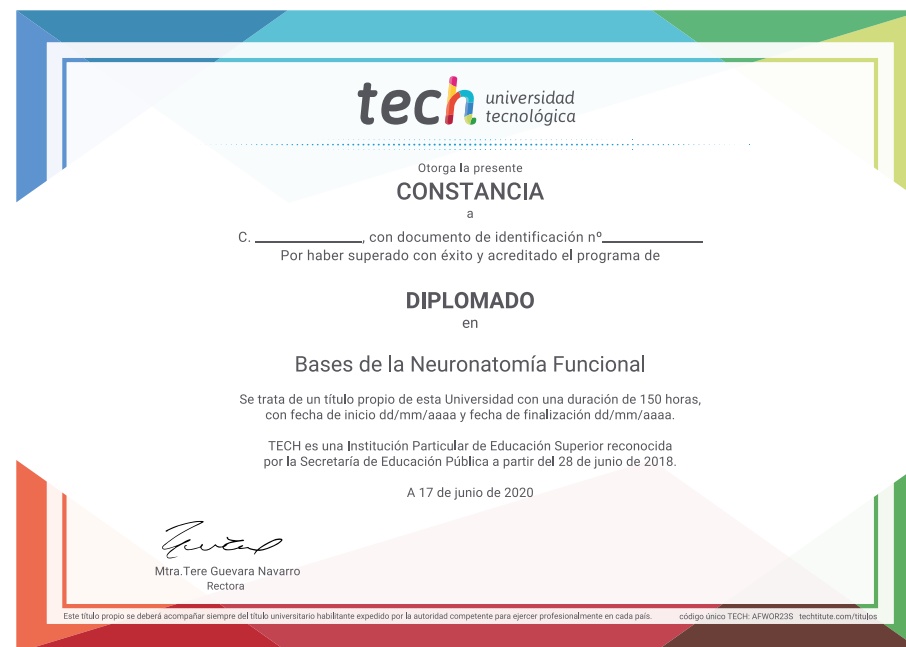 tech universidad
tecnológica
Otorga la presente
CONSTANCIA
a
C. ____________, con documento de identificación nº____________
Por haber superado con éxito y acreditado el programa de
DIPLOMADO
en
Bases de la Neuronatomía Funcional
Se trata de un título propio de esta Universidad con una duración de 150 horas,
con fecha de inicio dd/mm/aaaa y fecha de finalización dd/mm/aaaa.
TECH es una Institución Particular de Educación Superior reconocida
por la Secretaría de Educación Pública a partir del 28 de junio de 2018.
A 17 de junio de 2020
Mtra.Tere Guevara Navarro
Rectora
Este título propio se deberá acompañar siempre del título universitario habilitante expedido por la autoridad competente para ejercer profesionalmente en cada país. código único TECH: AFWOR23S techtitute.com/titulos